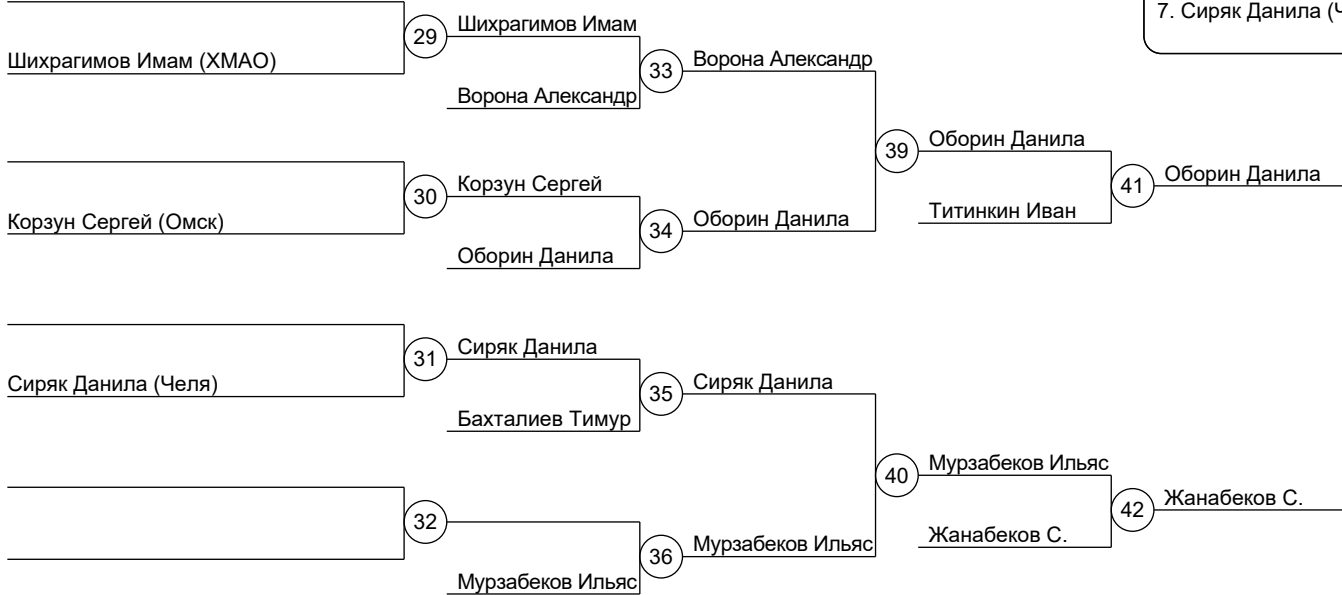 7. Сиряк Данила (Ч
29
Шихрагимов Имам
Шихрагимов Имам (ХМАО)
33
Ворона Александр
Ворона Александр
39
Оборин Данила
30
Корзун Сергей
41
Оборин Данила
Корзун Сергей (Омск)
34
Оборин Данила
Титинкин Иван
Оборин Данила
31
Сиряк Данила
Сиряк Данила (Челя)
35
Сиряк Данила
Бахталиев Тимур
40
Мурзабеков Ильяс
32
42
Жанабеков С.
36
Мурзабеков Ильяс
Жанабеков С.
Мурзабеков Ильяс